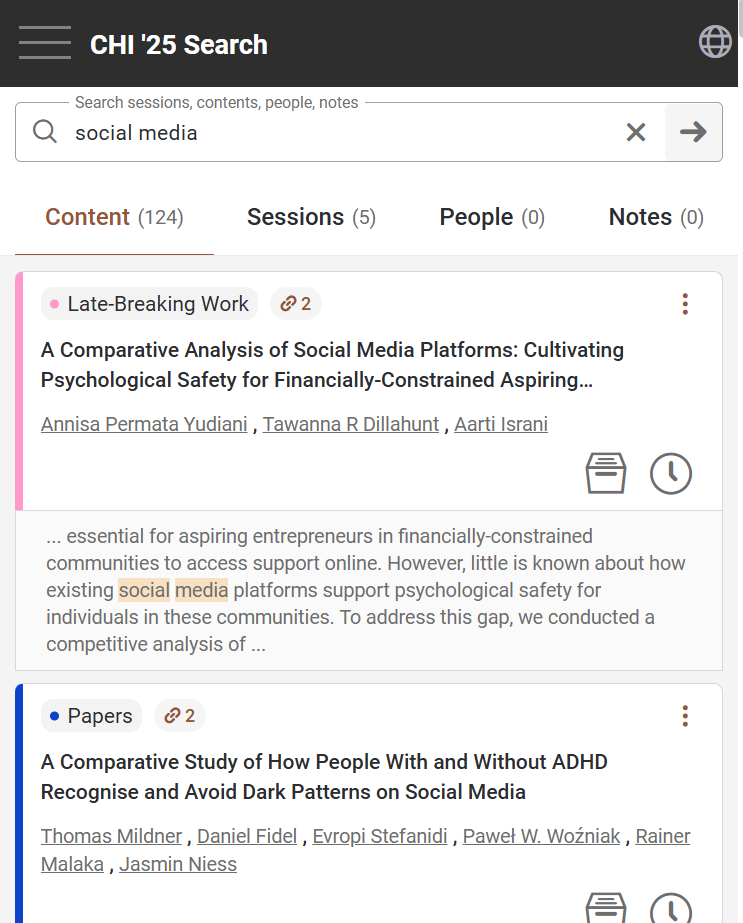 CHI '25 Search
Search sessions, contents, people, notes
social media
Content (124) Sessions (5) People (0) Notes (0)
Late-Breaking Work 2
A Comparative Analysis of Social Media Platforms: Cultivating
Psychological Safety for Financially-Constrained Aspiring...
Annisa Permata Yudiani , Tawanna R Dillahunt , Aarti Israni
... essential for aspiring entrepreneurs in financially-constrained
communities to access support online. However, little is known about how
existing social media platforms support psychological safety for
individuals in these communities. To address this gap, we conducted a
competitive analysis of ...
Papers 2
A Comparative Study of How People With and Without ADHD
Recognise and Avoid Dark Patterns on Social Media
Thomas Mildner , Daniel Fidel , Evropi Stefanidi , Paweł W. Woźniak , Rainer
Malaka , Jasmin Niess